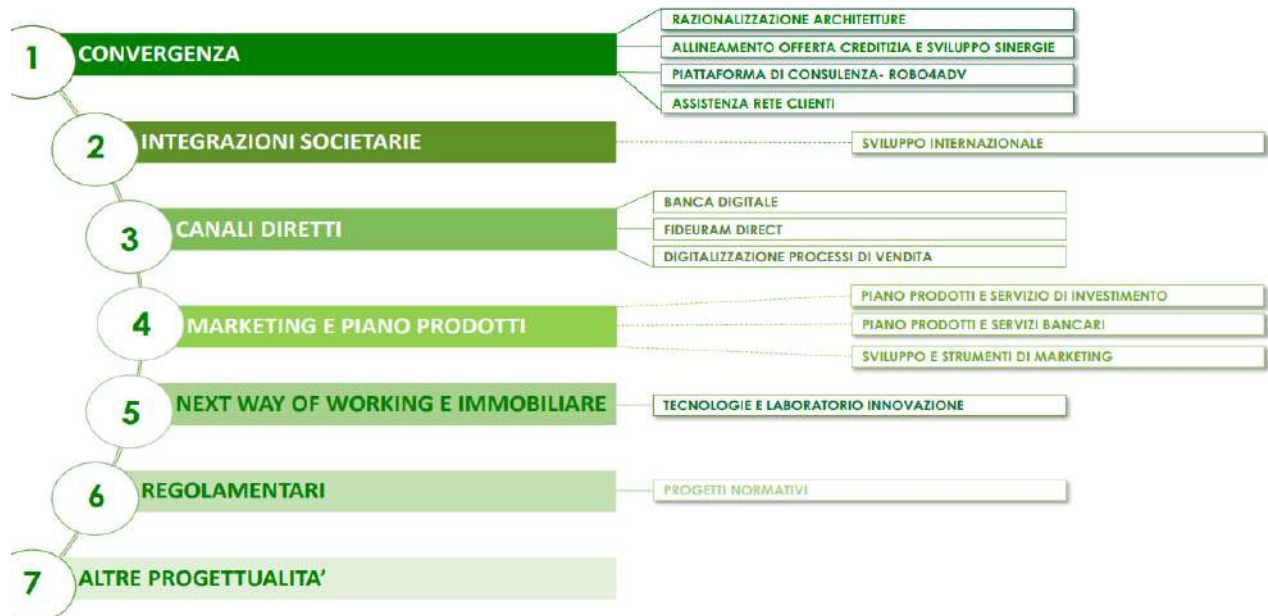 1
CONVERGENZA
RAZIONALIZZAZIONE ARCHITETTURE
ALLINEAMENTO OFFERTA CREDITIZIA E SVILUPPO SINERGIE
PIATTAFORMA DI CONSULENZA- ROBO4ADV
ASSISTENZA RETE CLIENTI
2
INTEGRAZIONI SOCIETARIE
SVILUPPO INTERNAZIONALE
3
CANALI DIRETTI
BANCA DIGITALE
FIDEURAM DIRECT
DIGITALIZZAZIONE PROCESSI DI VENDITA
4
MARKETING E PIANO PRODOTTI
PIANO PRODOTTI E SERVIZIO DI INVESTIMENTO
PIANO PRODOTTI E SERVIZI BANCARI
SVILUPPO E STRUMENTI DI MARKETING
5
NEXT WAY OF WORKING E IMMOBILIARE
TECNOLOGIE E LABORATORIO INNOVAZIONE
6
REGOLAMENTARI
PROGETTI NORMATIVI
7
ALTRE PROGETTUALITA'